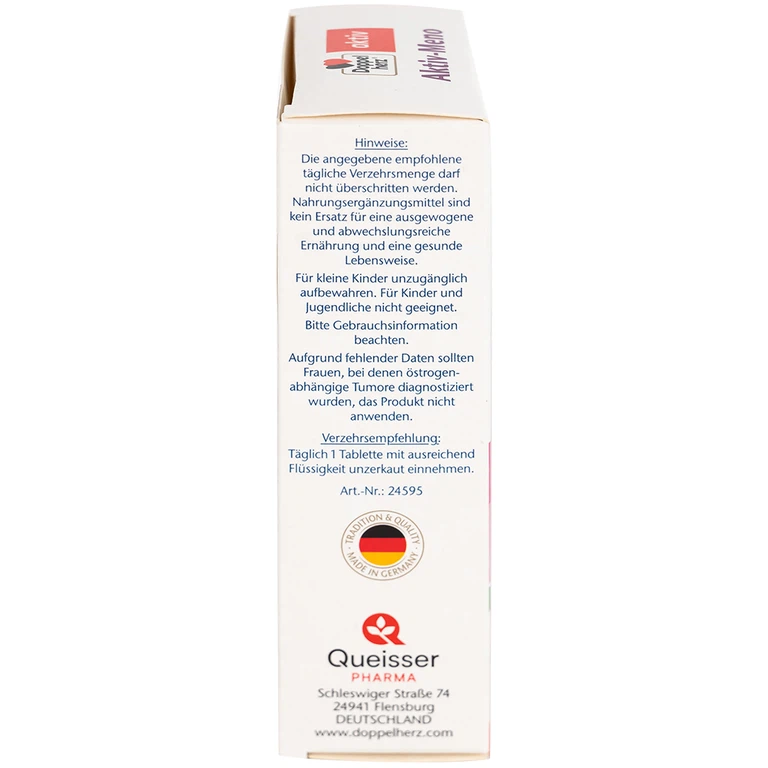 aktiv
Doppel
herz
Aktiv-Meno
Hinweise:
Die angegebene empfohlene
tägliche Verzehrsmenge darf
nicht überschritten werden.
Nahrungsergänzungsmittel sind
kein Ersatz für eine ausgewogene
und abwechslungsreiche
Ernährung und eine gesunde
Lebensweise.
Für kleine Kinder unzugänglich
aufbewahren. Für Kinder und
Jugendliche nicht geeignet.
Bitte Gebrauchsinformation
beachten.
Aufgrund fehlender Daten sollten
Frauen, bei denen östrogen-
abhängige Tumore diagnostiziert
wurden, das Produkt nicht
anwenden.
Verzehrsempfehlung:
Täglich 1 Tablette mit ausreichend
Flüssigkeit unzerkaut einnehmen.
Art.-Nr.: 24595
TRADITION & QUALITY
MADE IN GERMANY
Queisser
PHARMA
Schleswiger Straße 74
24941 Flensburg
DEUTSCHLAND
www.doppelherz.com